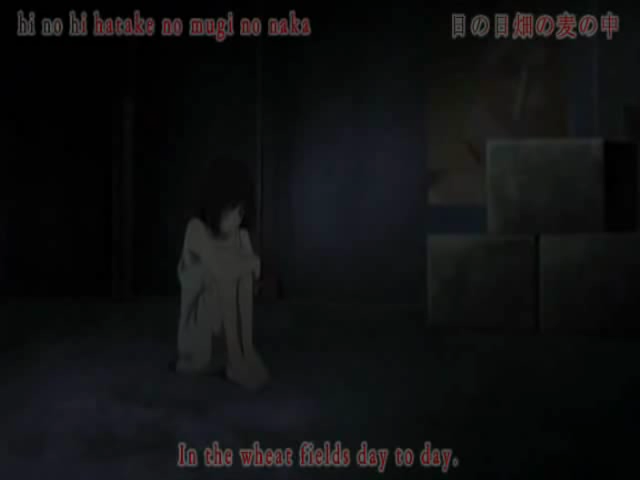 hi no hi hatake no mugi no naka
日の日畑の麦の中
In the wheat fields day to day.